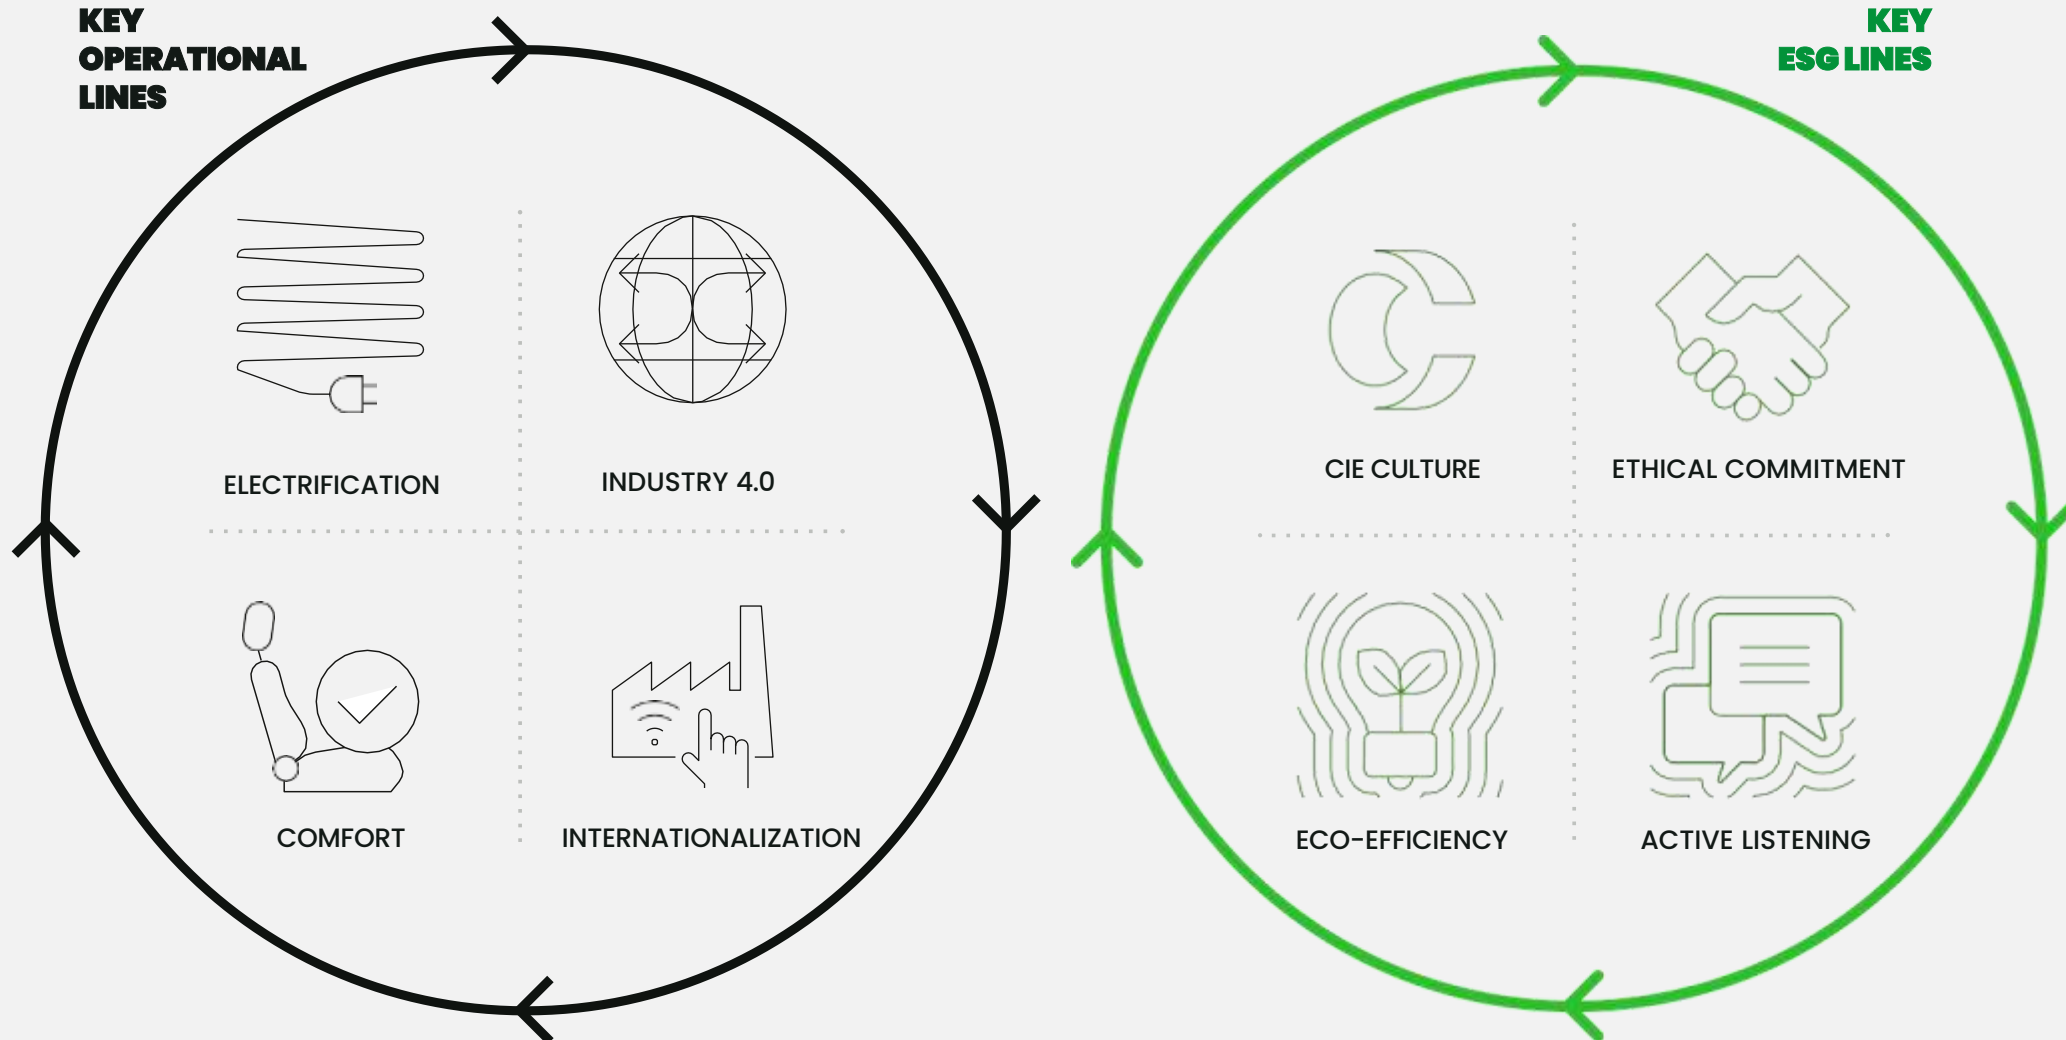 KEY
OPERATIONAL
LINES
ELECTRIFICATION
INDUSTRY 4.0
COMFORT
INTERNATIONALIZATION
KEY
ESG LINES
CIE CULTURE
ETHICAL COMMITMENT
ECO-EFFICIENCY
ACTIVE LISTENING